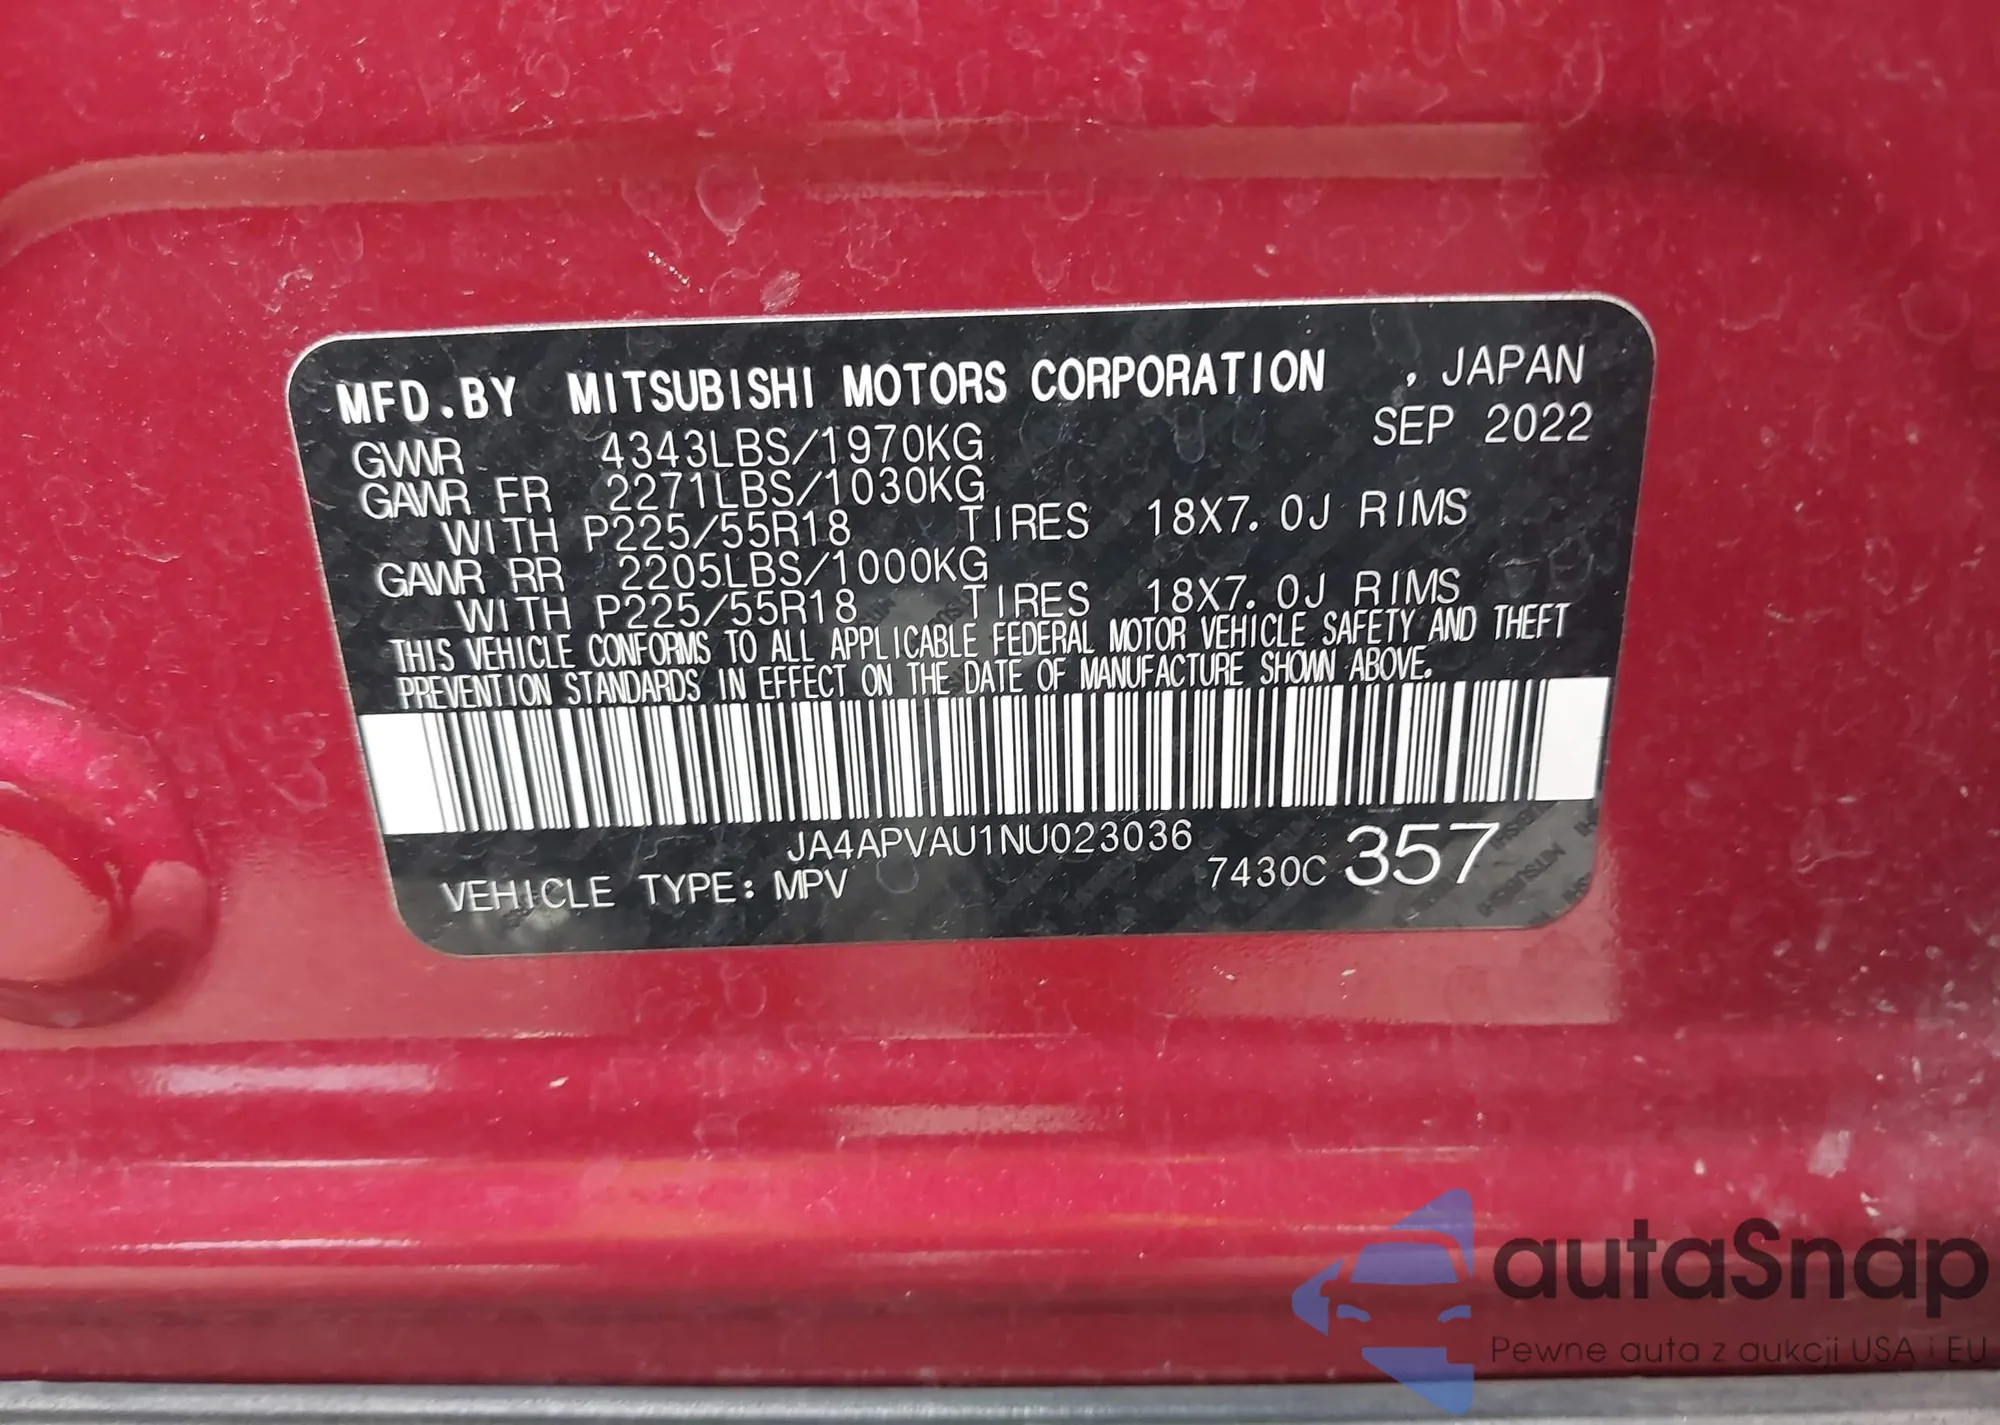 MFD.BY MITSUBISHI MOTORS CORPORATION , JAPAN
SEP 2022
GVWR 4343LBS/1970KG
GAWR FR 2271LBS/1030KG
WITH P225/55R18 TIRES 18X7.0J RIMS
GAWR RR 2205LBS/1000KG
WITH P225/55R18 TIRES 18X7.0J RIMS
THIS VEHICLE CONFORMS TO ALL APPLICABLE FEDERAL MOTOR VEHICLE SAFETY AND THEFT
PREVENTION STANDARDS IN EFFECT ON THE DATE OF MANUFACTURE SHOWN ABOVE.
JA4APVAU1NU023036
VEHICLE TYPE: MPV 7430C 357
autaSnap
Pewne auta z aukcji USA i EU